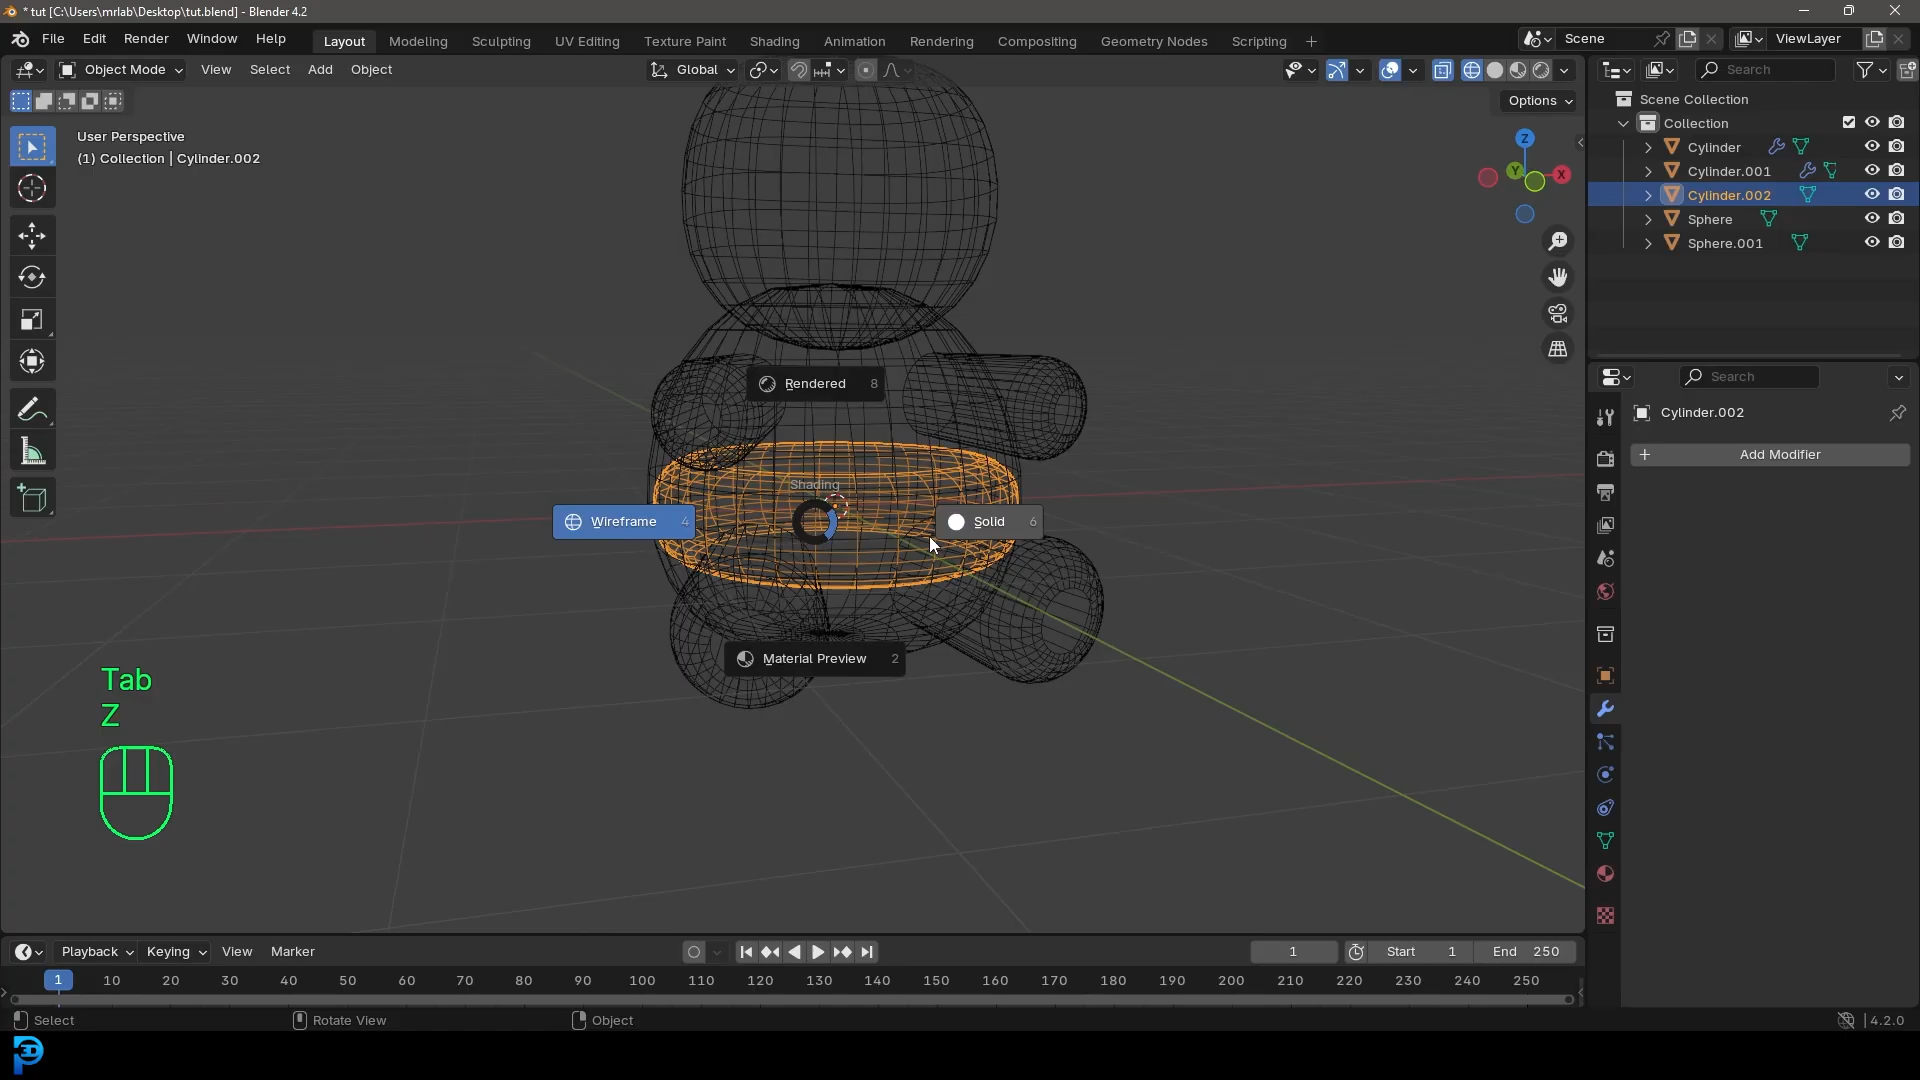 * tut [C:\Users\mrlab\Desktop\tut.blend] - Blender 4.2
File Edit Render Window Help
Layout Modeling Sculpting UV Editing Texture Paint Shading Animation Rendering Compositing Geometry Nodes Scripting +
Scene
ViewLayer
Object Mode View Select Add Object
Global
Search
Options
User Perspective
(1) Collection | Cylinder.002
Z
Y
X
Scene Collection
Collection
Cylinder
Cylinder.001
Cylinder.002
Sphere
Sphere.001
Search
Cylinder.002
+ Add Modifier
Rendered 8
Shading
Wireframe 4
Solid 6
Material Preview 2
Tab
Z
Playback Keying View Marker
1
Start 1
End 250
1 10 20 30 40 50 60 70 80 90 100 110 120 130 140 150 160 170 180 190 200 210 220 230 240 250
Select
Rotate View
Object
4.2.0